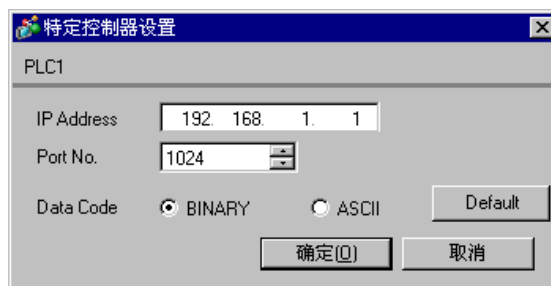 特定控制器设置
PLC1
IP Address 192. 168. 1. 1
Port No. 1024
Data Code BINARY ASCII Default
确定(O) 取消